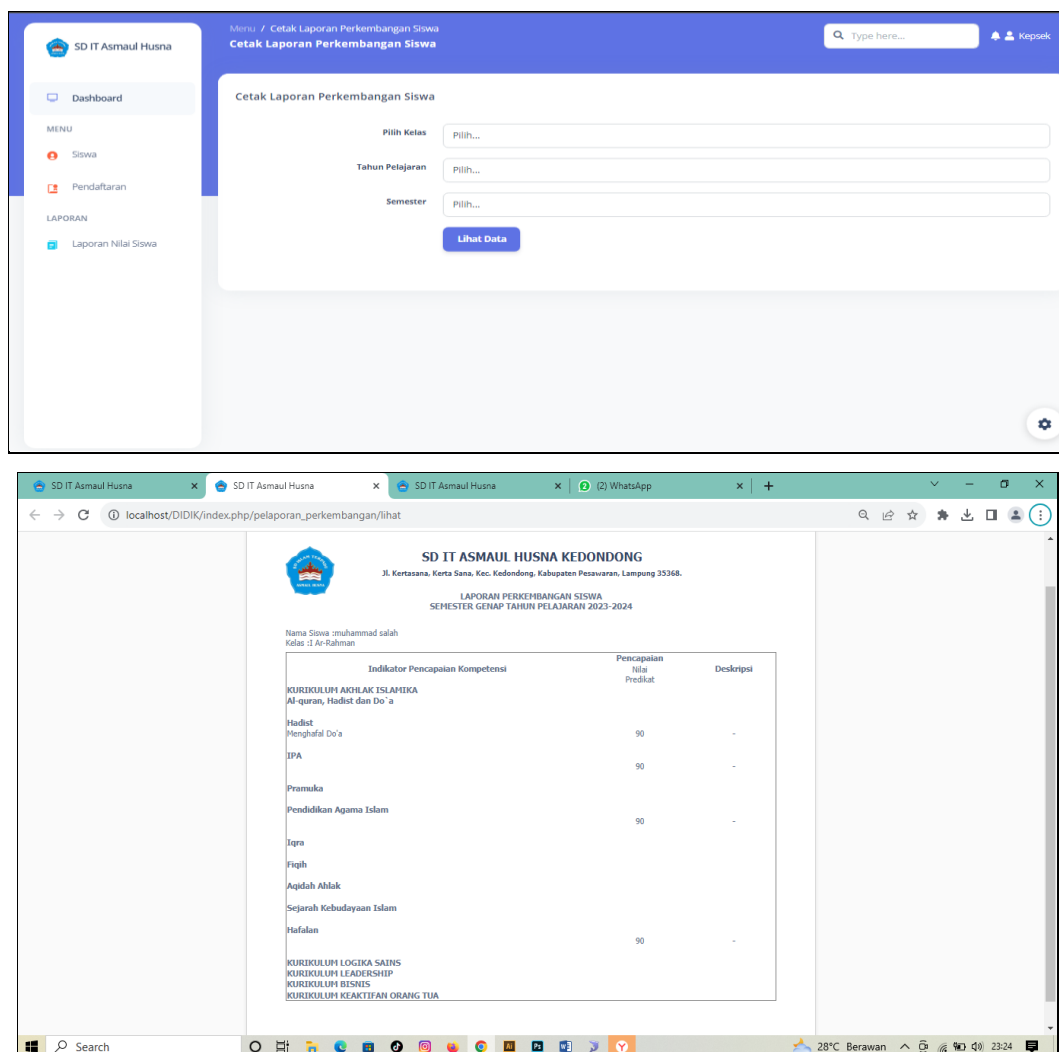 Menu / Cetak Laporan Perkembangan Siswa
Cetak Laporan Perkembangan Siswa
Type here...
Kepsek
SD IT Asmaul Husna
Dashboard
MENU
Siswa
Pendaftaran
LAPORAN
Laporan Nilai Siswa
Cetak Laporan Perkembangan Siswa
Pilih Kelas
Pilih...
Tahun Pelajaran
Pilih...
Semester
Pilih...
Lihat Data
SD IT Asmaul Husna
SD IT Asmaul Husna
SD IT Asmaul Husna
(2) WhatsApp
localhost/DIDIK/index.php/pelaporan_perkembangan/lihat
SD IT ASMAUL HUSNA KEDONDONG
Jl. Kertasana, Kerta Sana, Kec. Kedondong, Kabupaten Pesawaran, Lampung 35368.
LAPORAN PERKEMBANGAN SISWA
SEMESTER GENAP TAHUN PELAJARAN 2023-2024
Nama Siswa :muhammad salah
Kelas :I Ar-Rahman
Indikator Pencapaian Kompetensi
Pencapaian
Nilai
Predikat
Deskripsi
KURIKULUM AKHLAK ISLAMIKA
Al-quran, Hadist dan Do`a
Hadist
Menghafal Do'a 90 -
IPA
90 -
Pramuka
Pendidikan Agama Islam
90 -
Iqra
Fiqih
Aqidah Ahlak
Sejarah Kebudayaan Islam
Hafalan
90 -
KURIKULUM LOGIKA SAINS
KURIKULUM LEADERSHIP
KURIKULUM BISNIS
KURIKULUM KEAKTIFAN ORANG TUA
Search
Ai
Ps
28°C Berawan
23:24